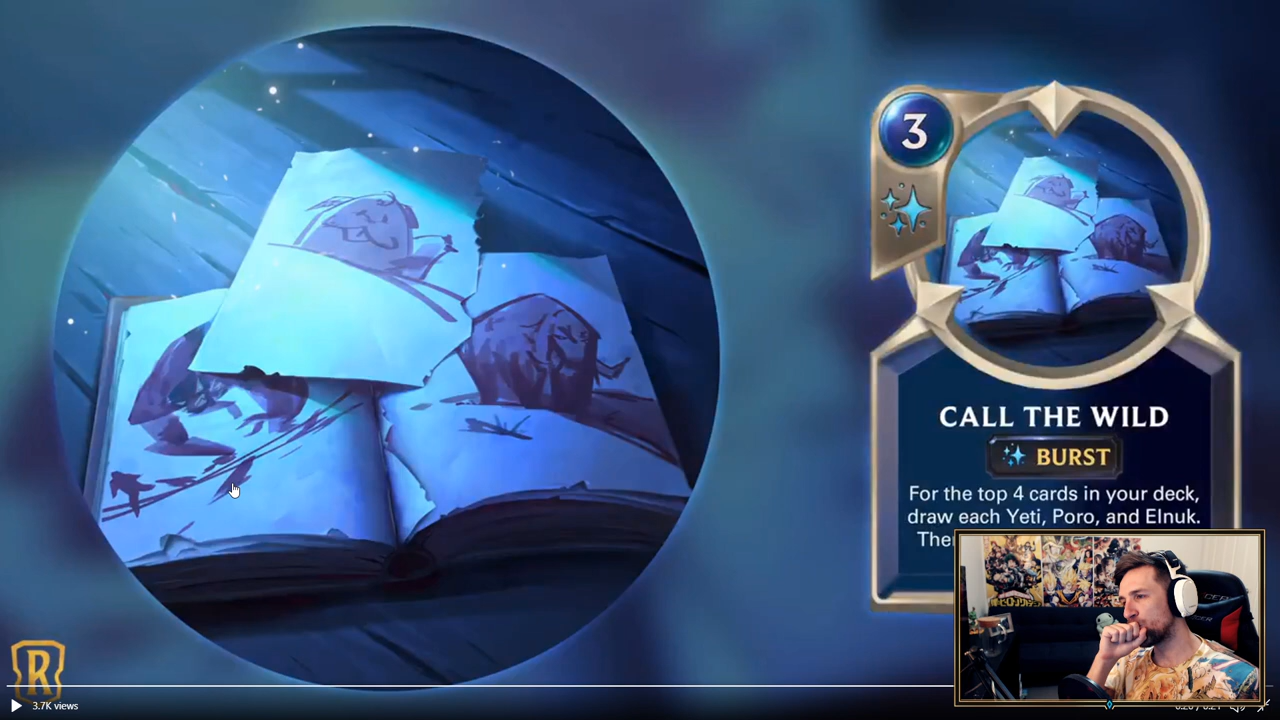 3
CALL THE WILD
BURST
For the top 4 cards in your deck,
draw each Yeti, Poro, and Elnuk.
The
R
3.7K views